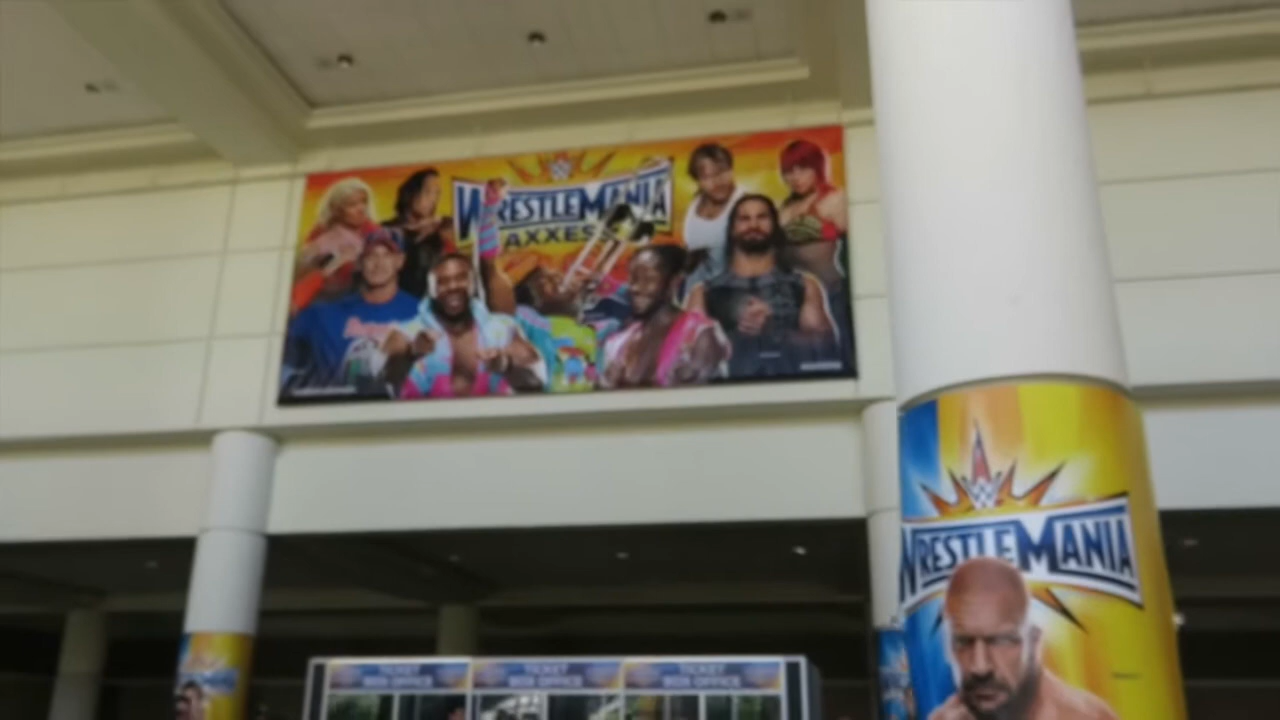 WRESTLEMANIA
AXXESS
WRESTLEMANIA
TICKET
BOX OFFICE
TICKET
BOX OFFICE
TICKET
BOX OFFICE